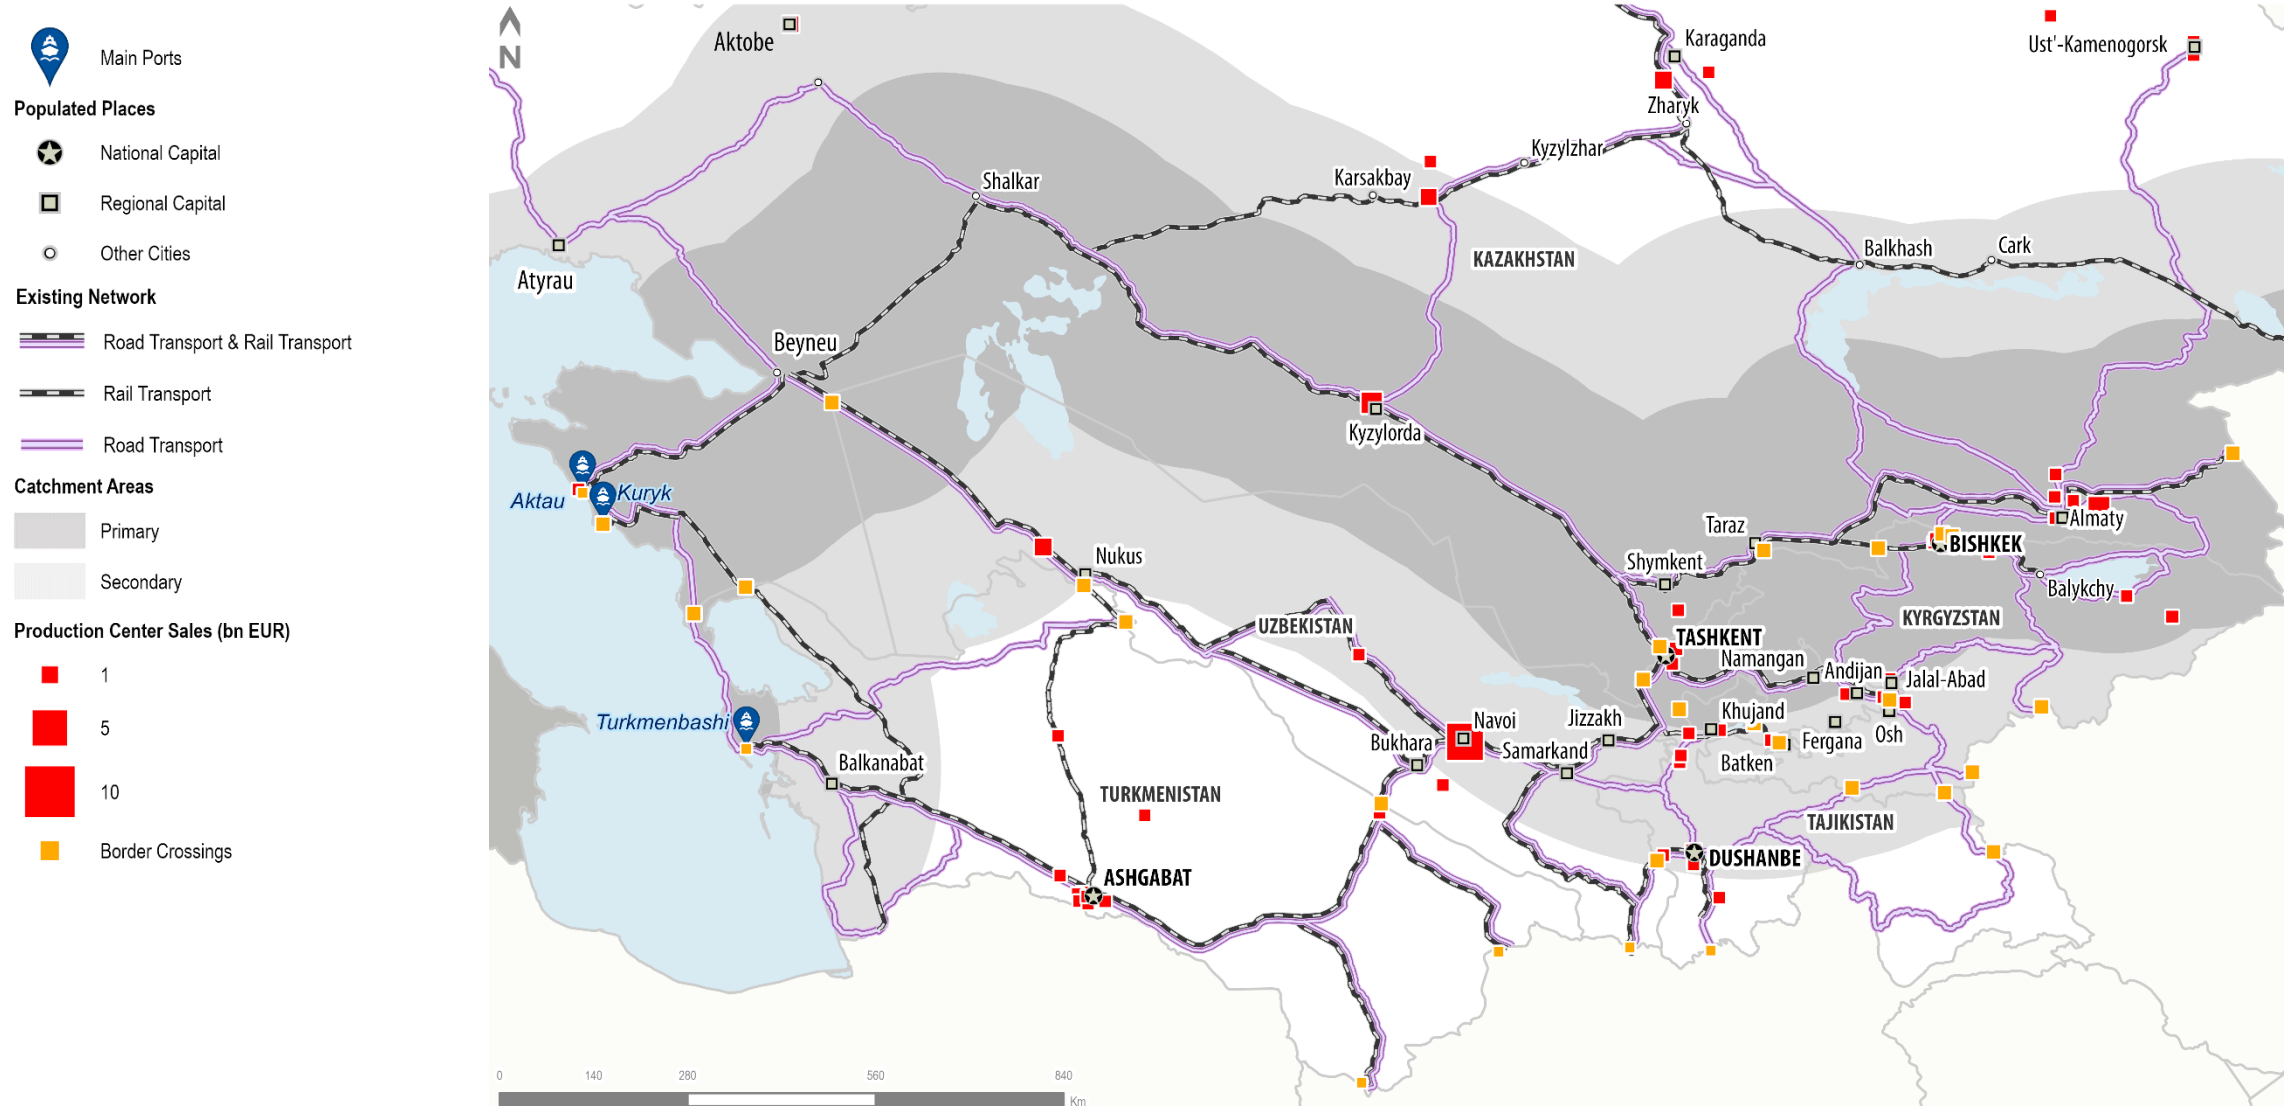 Main Ports
Populated Places
National Capital
Regional Capital
Other Cities
Existing Network
Road Transport & Rail Transport
Rail Transport
Road Transport
Catchment Areas
Primary
Secondary
Production Center Sales (bn EUR)
1
5
10
Border Crossings
N
Aktobe
Karaganda
Ust'-Kamenogorsk
Zharyk
Kyzylzhar
Karsakbay
Shalkar
Atyrau
KAZAKHSTAN
Balkhash
Cark
Beyneu
Kyzylorda
Aktau
Kuryk
Taraz
Almaty
BISHKEK
Shymkent
Nukus
Balykchy
KYRGYZSTAN
UZBEKISTAN
TASHKENT
Namangan
Andijan
Jalal-Abad
Turkmenbashi
Navoi
Jizzakh
Khujand
Osh
Fergana
Bukhara
Samarkand
Batken
Balkanabat
TURKMENISTAN
TAJIKISTAN
DUSHANBE
ASHGABAT
0 140 280 560 840
Km